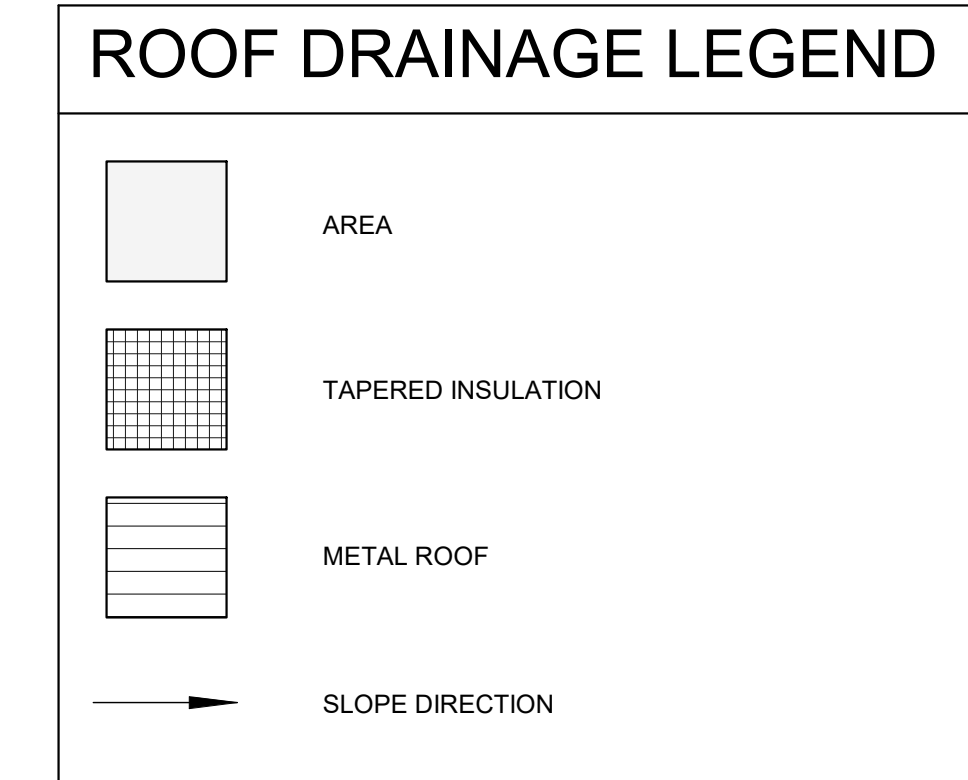 ROOF DRAINAGE LEGEND
AREA
TAPERED INSULATION
METAL ROOF
SLOPE DIRECTION